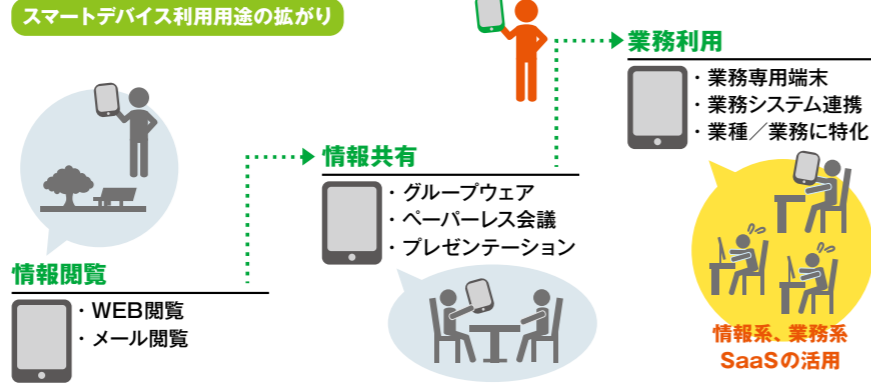 スマートデバイス利用用途の拡がり
情報閲覧
・WEB閲覧
・メール閲覧
情報共有
・グループウェア
・ペーパーレス会議
・プレゼンテーション
業務利用
・業務専用端末
・業務システム連携
・業種／業務に特化
情報系、業務系
SaaSの活用